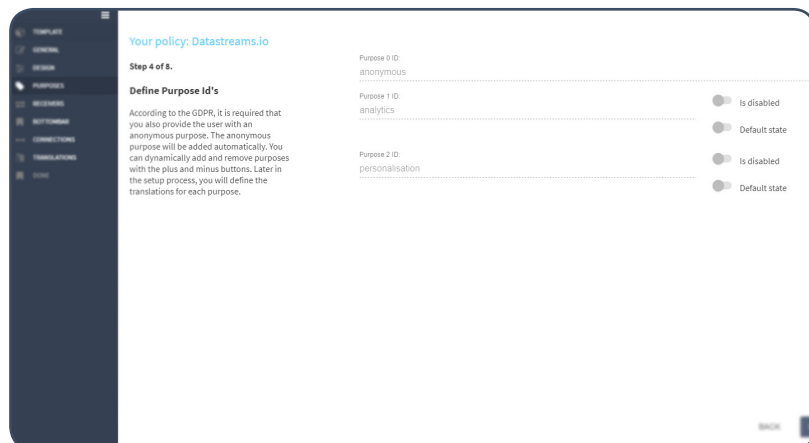 TEMPLATE
GENERAL
DESIGN
PURPOSES
RECEIVERS
BOTTOMBAR
CONNECTIONS
TRANSLATIONS
DONE
Your policy: Datastreams.io
Step 4 of 8.
Define Purpose Id's
According to the GDPR, it is required that
you also provide the user with an
anonymous purpose. The anonymous
purpose will be added automatically. You
can dynamically add and remove purposes
with the plus and minus buttons. Later in
the setup process, you will define the
translations for each purpose.
Purpose 0 ID:
anonymous
Purpose 1 ID:
analytics
Is disabled
Default state
Purpose 2 ID:
personalisation
Is disabled
Default state
BACK